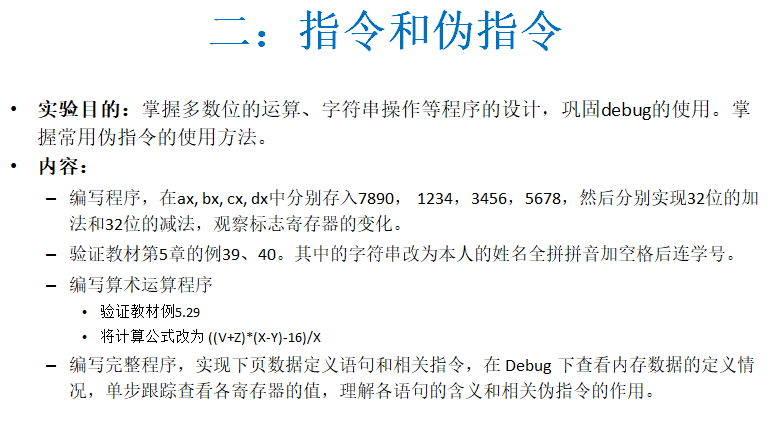 二：指令和伪指令
• 实验目的：掌握多数位的运算、字符串操作等程序的设计，巩固debug的使用。掌
握常用伪指令的使用方法。
• 内容：
– 编写程序，在ax, bx, cx, dx中分别存入7890， 1234，3456，5678，然后分别实现32位的加
法和32位的减法，观察标志寄存器的变化。
– 验证教材第5章的例39、40。其中的字符串改为本人的姓名全拼拼音加空格后连学号。
– 编写算术运算程序
• 验证教材例5.29
• 将计算公式改为 ((V+Z)*(X-Y)-16)/X
– 编写完整程序，实现下页数据定义语句和相关指令，在 Debug 下查看内存数据的定义情
况，单步跟踪查看各寄存器的值，理解各语句的含义和相关伪指令的作用。